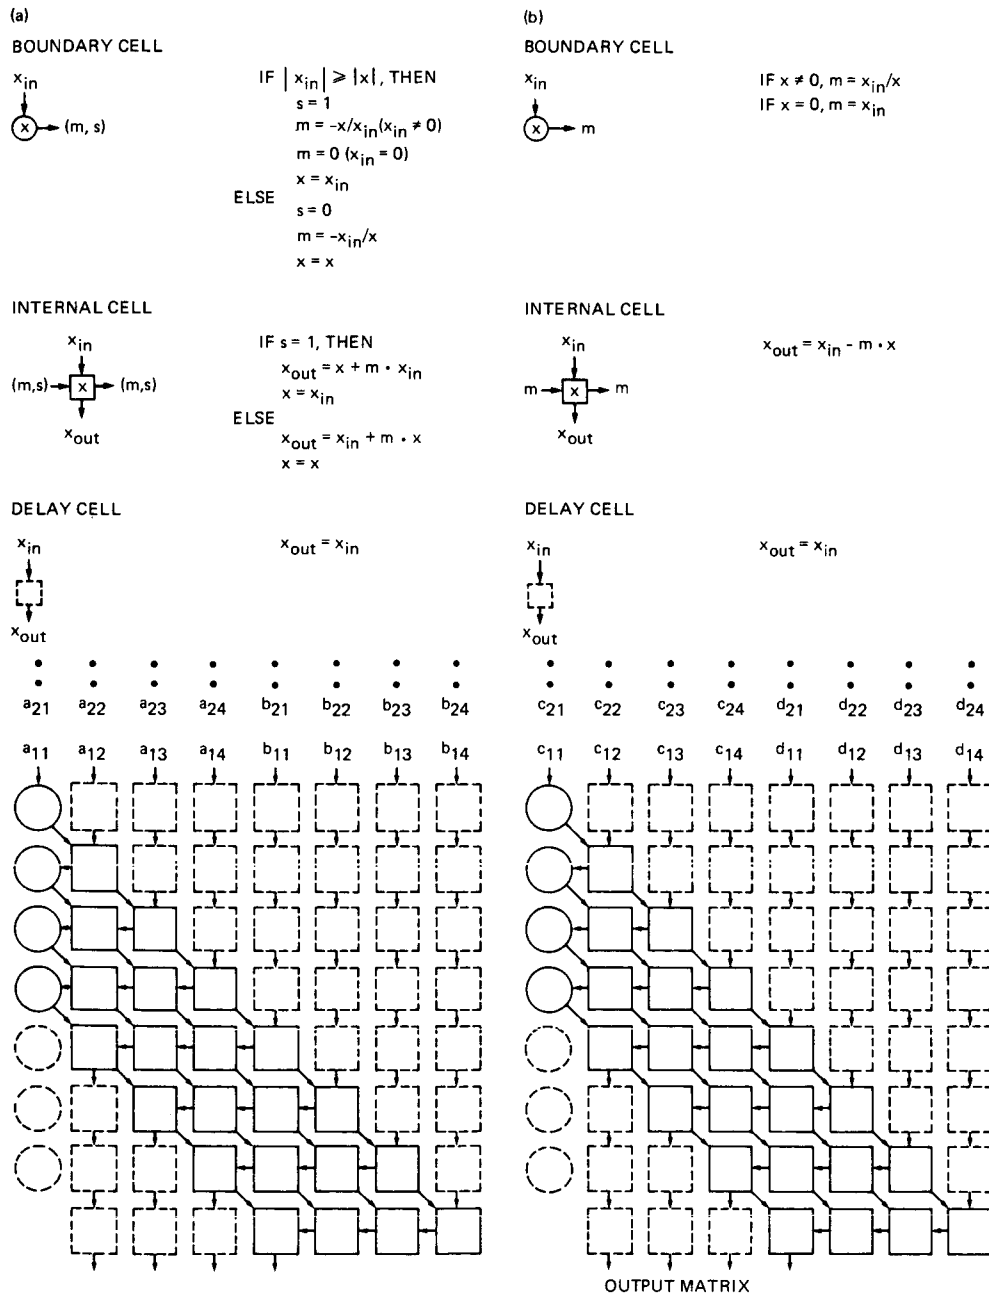 (a)
BOUNDARY CELL
x_in
x
(m, s)
IF |x_in| ⩾ |x|, THEN
s = 1
m = -x/x_in(x_in ≠ 0)
m = 0 (x_in = 0)
x = x_in
ELSE
s = 0
m = -x_in/x
x = x
INTERNAL CELL
x_in
(m,s) x (m,s)
x_out
IF s = 1, THEN
x_out = x + m · x_in
x = x_in
ELSE
x_out = x_in + m · x
x = x
DELAY CELL
x_in
x_out = x_in
x_out
a21 a22 a23 a24 b21 b22 b23 b24
a11 a12 a13 a14 b11 b12 b13 b14
(b)
BOUNDARY CELL
x_in
x
m
IF x ≠ 0, m = x_in/x
IF x = 0, m = x_in
INTERNAL CELL
x_in
m x m
x_out
x_out = x_in - m · x
DELAY CELL
x_in
x_out = x_in
x_out
c21 c22 c23 c24 d21 d22 d23 d24
c11 c12 c13 c14 d11 d12 d13 d14
OUTPUT MATRIX